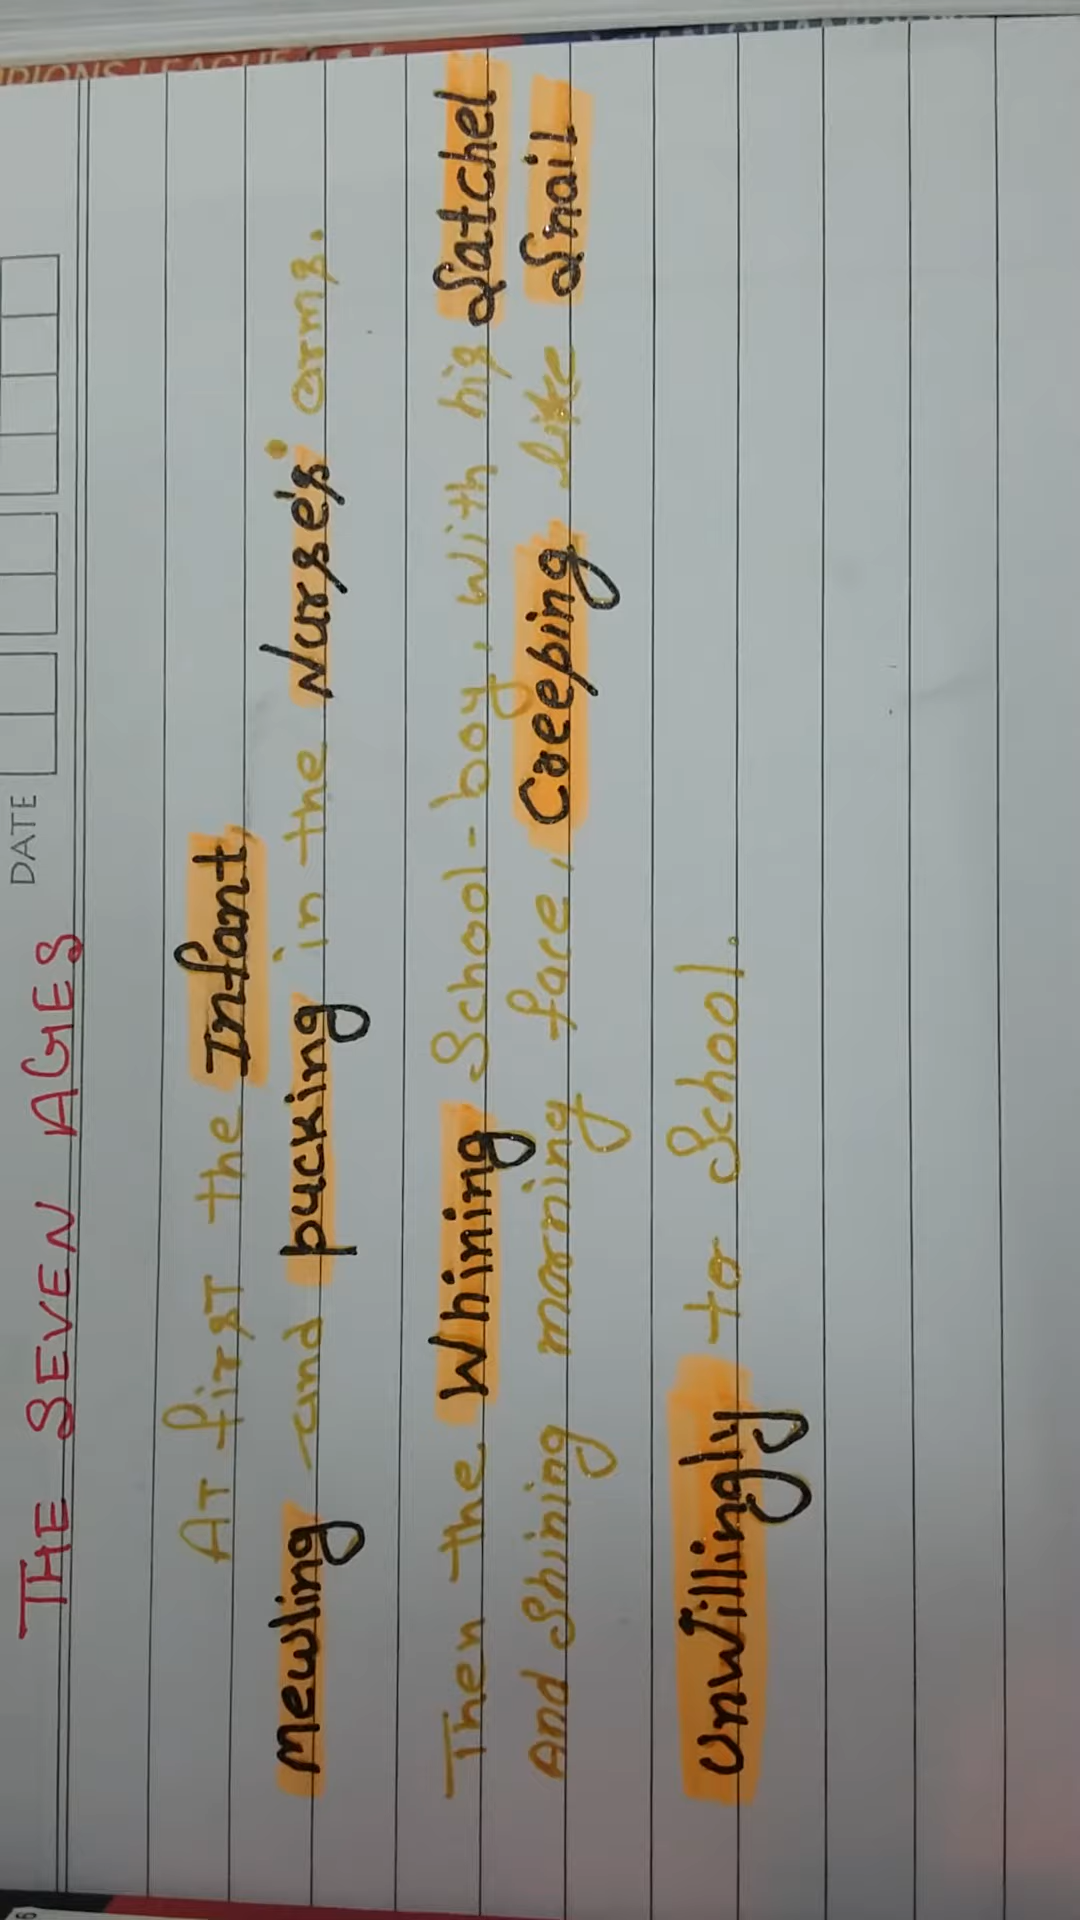 THE SEVEN AGES
DATE
At first the Infant,
Mewling and pucking in the Nurse's arms.
Then the Whining School-boy, with his Satchel
And Shining morning face, Creeping like Snail
Unwillingly to School.